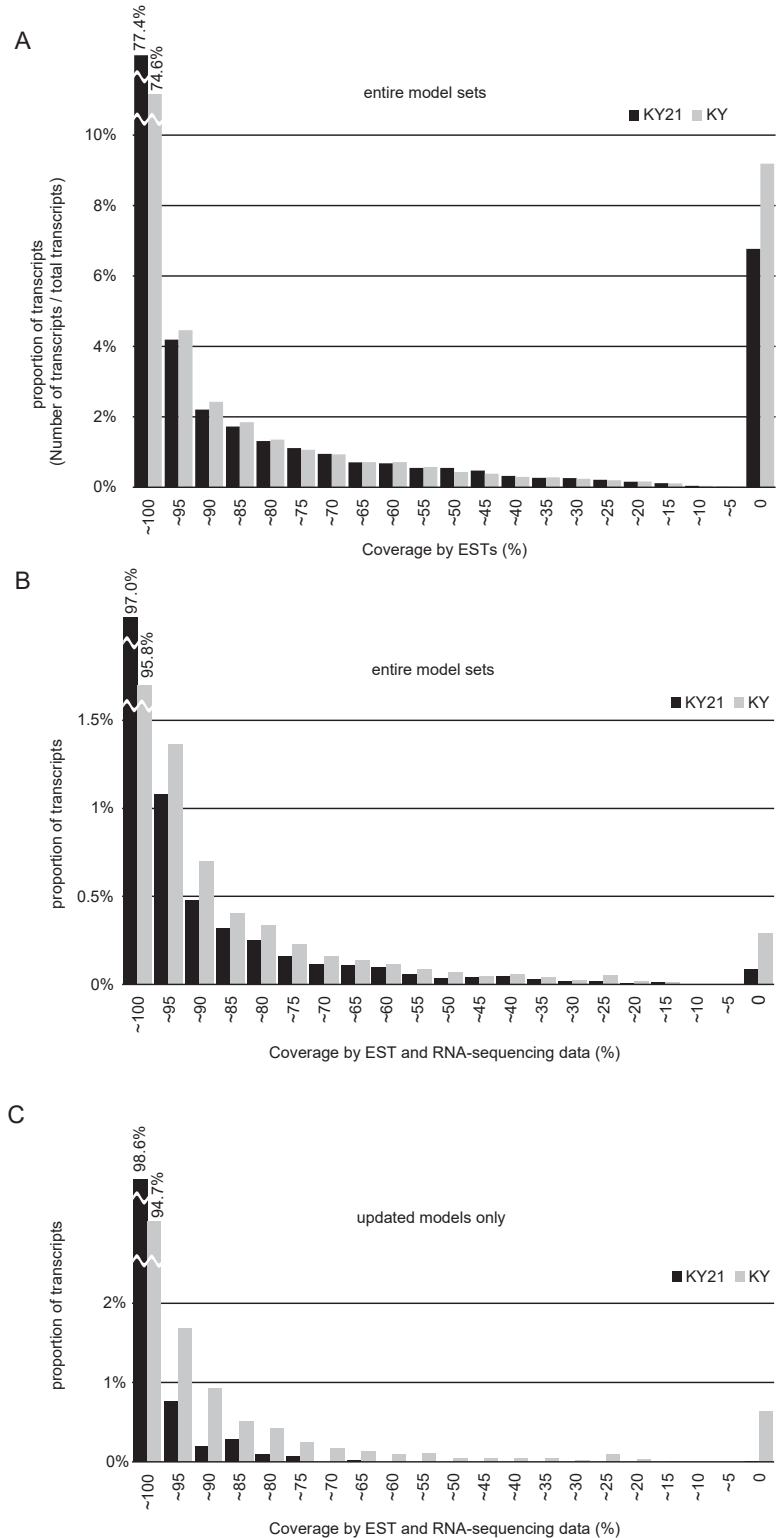 A
77.4%
74.6%
entire model sets
KY21 KY
10%
8%
6%
4%
2%
0%
proportion of transcripts
(Number of transcripts / total transcripts)
~100 ~95 ~90 ~85 ~80 ~75 ~70 ~65 ~60 ~55 ~50 ~45 ~40 ~35 ~30 ~25 ~20 ~15 ~10 ~5 0
Coverage by ESTs (%)
B
97.0%
95.8%
entire model sets
KY21 KY
1.5%
1%
0.5%
0%
proportion of transcripts
~100 ~95 ~90 ~85 ~80 ~75 ~70 ~65 ~60 ~55 ~50 ~45 ~40 ~35 ~30 ~25 ~20 ~15 ~10 ~5 0
Coverage by EST and RNA-sequencing data (%)
C
98.6%
94.7%
updated models only
KY21 KY
2%
1%
0%
proportion of transcripts
~100 ~95 ~90 ~85 ~80 ~75 ~70 ~65 ~60 ~55 ~50 ~45 ~40 ~35 ~30 ~25 ~20 ~15 ~10 ~5 0
Coverage by EST and RNA-sequencing data (%)